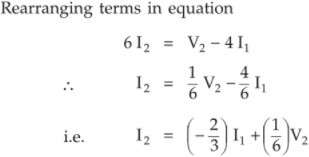 Rearranging terms in equation
6 I₂ = V₂ − 4 I₁
∴ I₂ = 1/6 V₂ − 4/6 I₁
i.e. I₂ = (−2/3) I₁ + (1/6) V₂